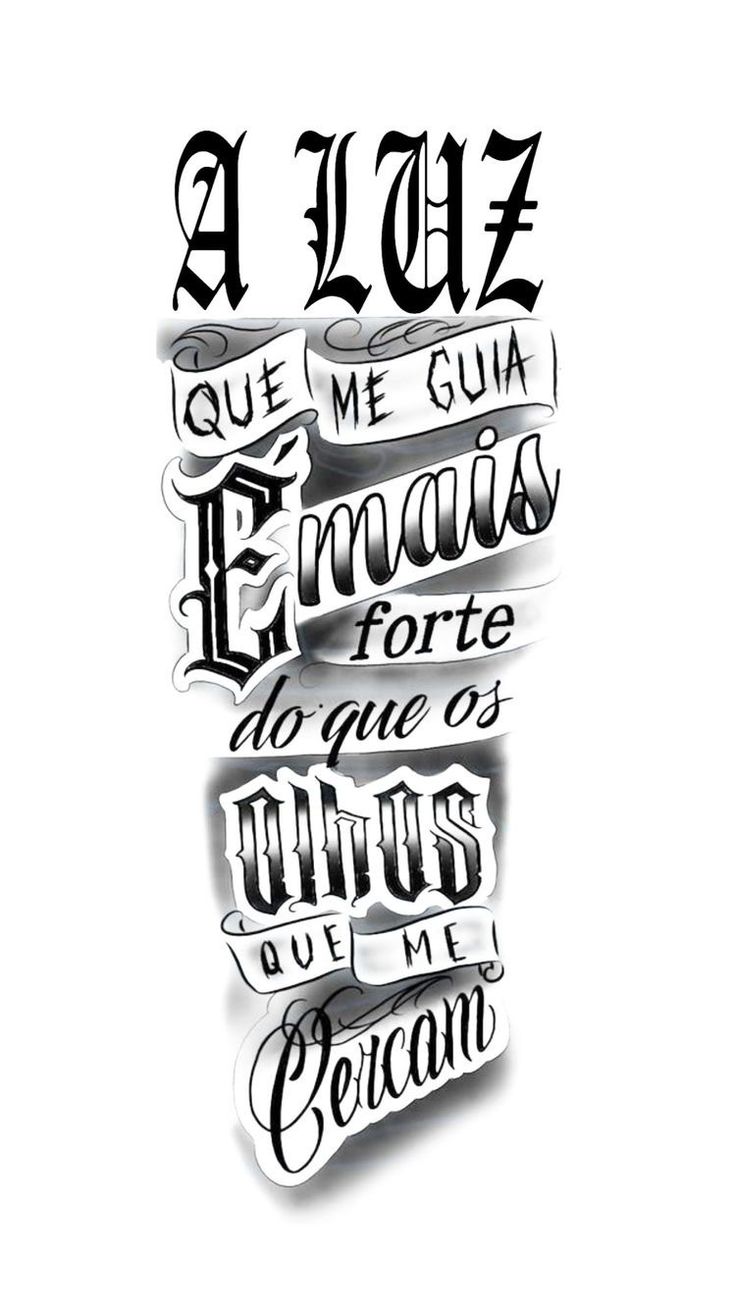 A LUZ
QUE ME GUIA
É mais
forte
do que os
olhos
QUE ME
Cercam